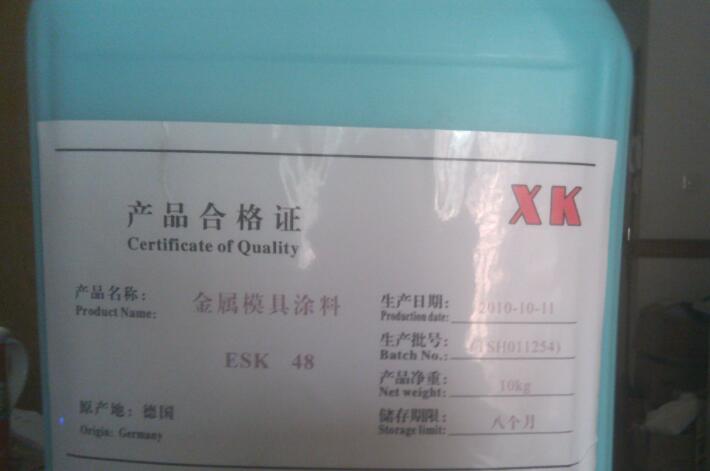 XK
产品合格证
Certificate of Quality
产品名称： 金属模具涂料
Product Name:
ESK 48
原产地：德国
Origin: Germany
生产日期： 2010-10-11
Production date:
生产批号：
Batch No.: SH011254)
产品净重： 10kg
Net weight:
储存期限： 八个月
Storage limit: